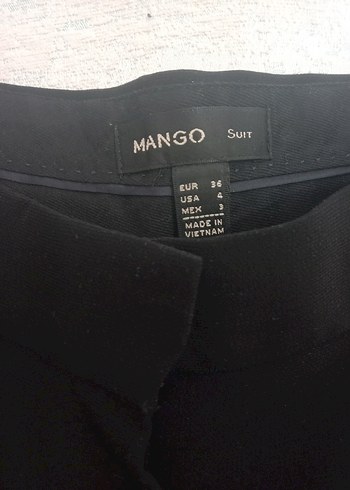 MANGO Suit
EUR 36
USA 4
MEX 3
MADE IN
VIETNAM